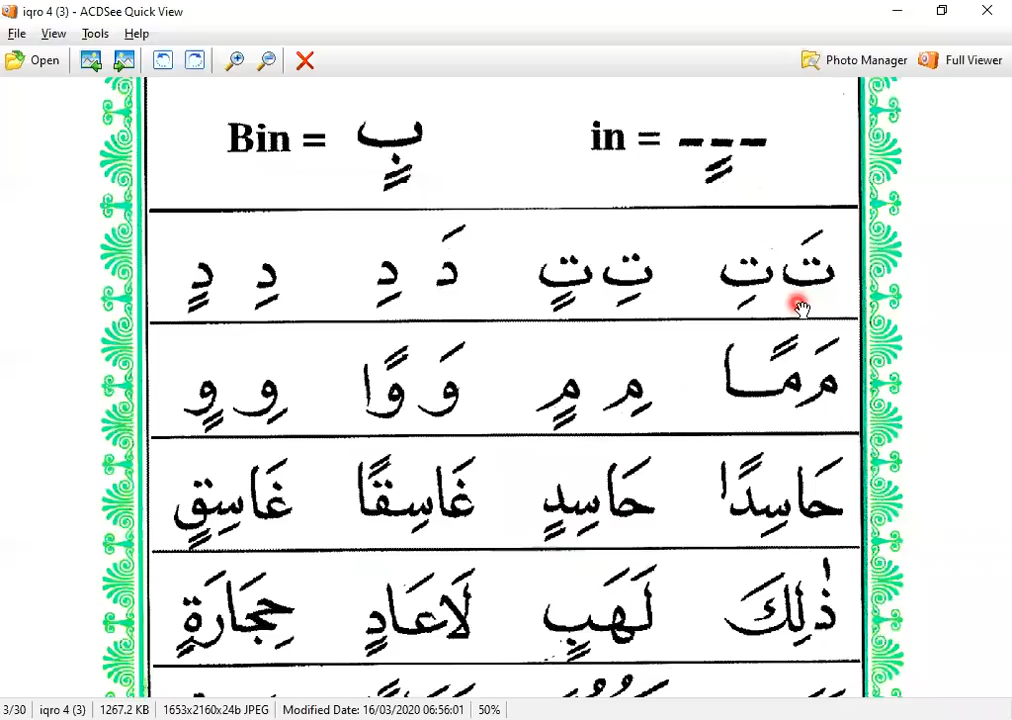 iqro 4 (3) - ACDSee Quick View
File View Tools Help
Open Photo Manager Full Viewer
Bin = بٍ in = ---ٍ
تَ تِ تِ تٍ دَ دِ دِ دٍ
مَ مًا مِ مٍ وَ وًا وِ وٍ
حَاسِدًا حَاسِدٍ غَاسِقًا غَاسِقٍ
ذٰلِكَ لَهَبٍ لَاعَادٍ حِجَارَةٍ
3/30 iqro 4 (3) 1267.2 KB 1653x2160x24b JPEG Modified Date: 16/03/2020 06:56:01 50%